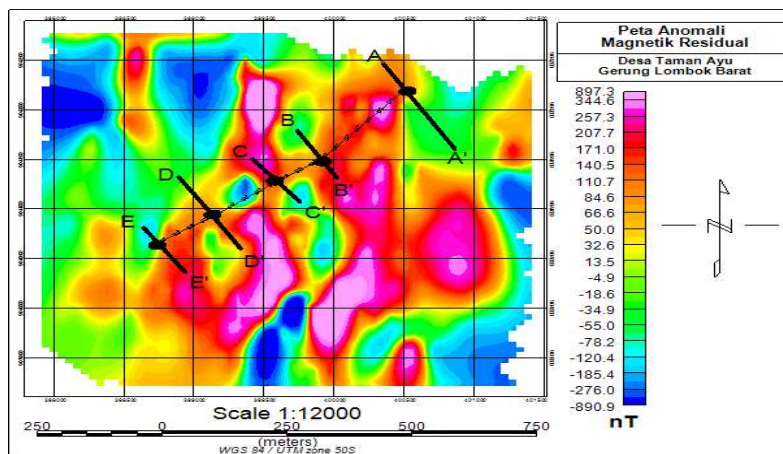 Peta Anomali
Magnetik Residual
Desa Taman Ayu
Gerung Lombok Barat
897.3
344.6
257.3
207.7
171.0
140.5
110.7
84.6
66.6
50.0
32.6
13.5
-4.9
-18.6
-34.9
-55.0
-78.2
-120.4
-185.4
-276.0
-890.9
nT
A
A'
B
B'
C
C'
D
D'
E
E'
Scale 1:12000
250 0 250 500 750
(meters)
WGS 84 / UTM zone 50S